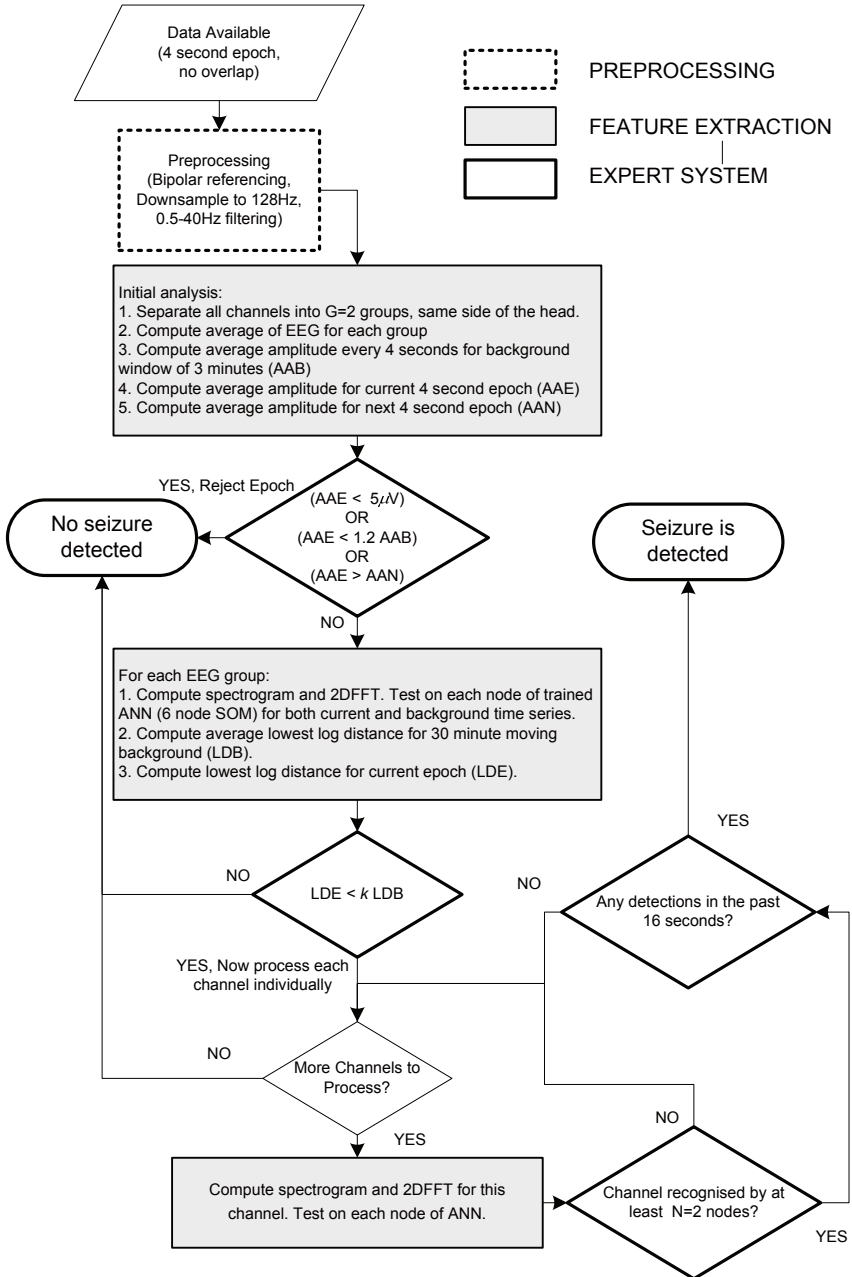 Data Available
(4 second epoch,
no overlap)
PREPROCESSING
FEATURE EXTRACTION
EXPERT SYSTEM
Preprocessing
(Bipolar referencing,
Downsample to 128Hz,
0.5-40Hz filtering)
Initial analysis:
1. Separate all channels into G=2 groups, same side of the head.
2. Compute average of EEG for each group
3. Compute average amplitude every 4 seconds for background
window of 3 minutes (AAB)
4. Compute average amplitude for current 4 second epoch (AAE)
5. Compute average amplitude for next 4 second epoch (AAN)
YES, Reject Epoch
(AAE < 5μV)
OR
(AAE < 1.2 AAB)
OR
(AAE > AAN)
No seizure
detected
Seizure is
detected
NO
For each EEG group:
1. Compute spectrogram and 2DFFT. Test on each node of trained
ANN (6 node SOM) for both current and background time series.
2. Compute average lowest log distance for 30 minute moving
background (LDB).
3. Compute lowest log distance for current epoch (LDE).
YES
NO
LDE < k LDB
NO
Any detections in the past
16 seconds?
YES, Now process each
channel individually
NO
More Channels to
Process?
NO
YES
Compute spectrogram and 2DFFT for this
channel. Test on each node of ANN.
Channel recognised by at
least N=2 nodes?
YES